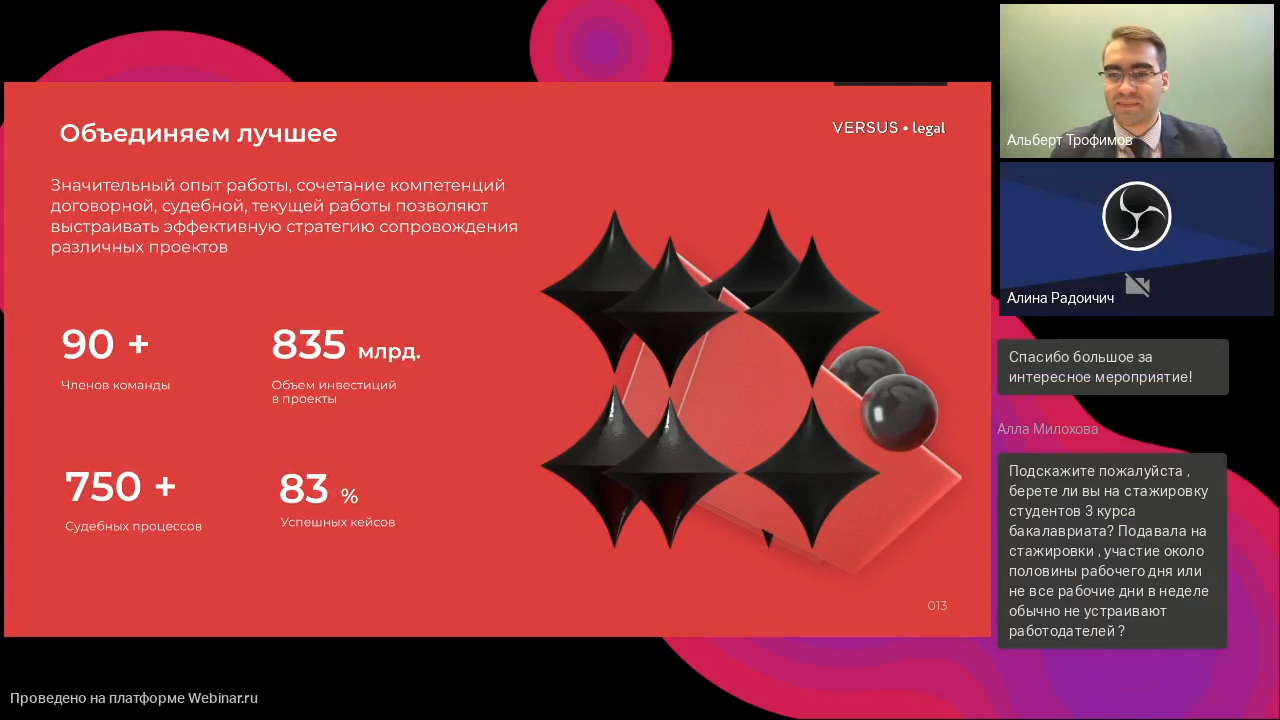 Объединяем лучшее
VERSUS • legal
Значительный опыт работы, сочетание компетенций
договорной, судебной, текущей работы позволяют
выстраивать эффективную стратегию сопровождения
различных проектов
90 +
Членов команды
835 млрд.
Объем инвестиций
в проекты
750 +
Судебных процессов
83 %
Успешных кейсов
013
Альберт Трофимов
Алина Радоичич
Спасибо большое за
интересное мероприятие!
Алла Милохова
Подскажите пожалуйста ,
берете ли вы на стажировку
студентов 3 курса
бакалавриата? Подавала на
стажировки , участие около
половины рабочего дня или
не все рабочие дни в неделе
обычно не устраивают
работодателей ?
Проведено на платформе Webinar.ru